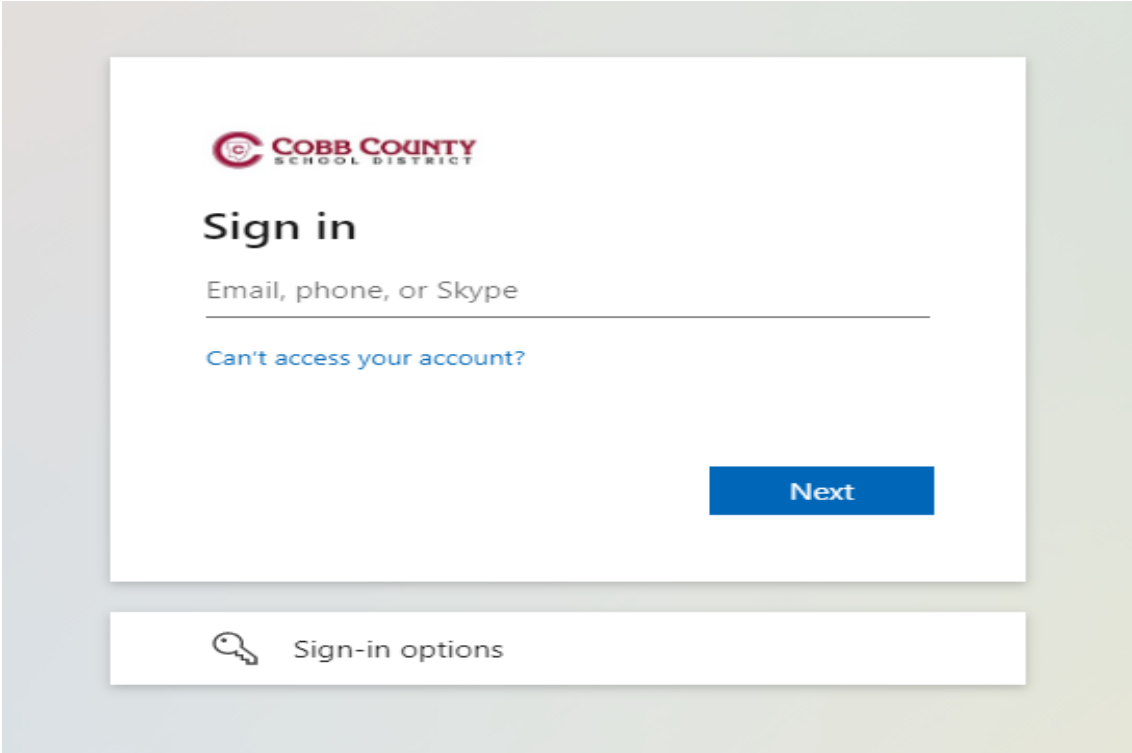 COBB COUNTY
SCHOOL DISTRICT
Sign in
Email, phone, or Skype
Can't access your account?
Next
Sign-in options